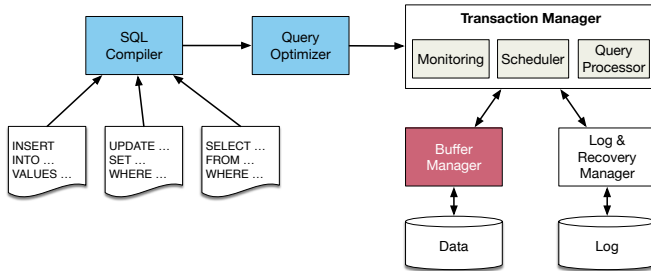 SQL
Compiler
Query
Optimizer
Transaction Manager
Monitoring
Scheduler
Query
Processor
INSERT
INTO …
VALUES …
UPDATE …
SET …
WHERE …
SELECT …
FROM …
WHERE …
Buffer
Manager
Log &
Recovery
Manager
Data
Log